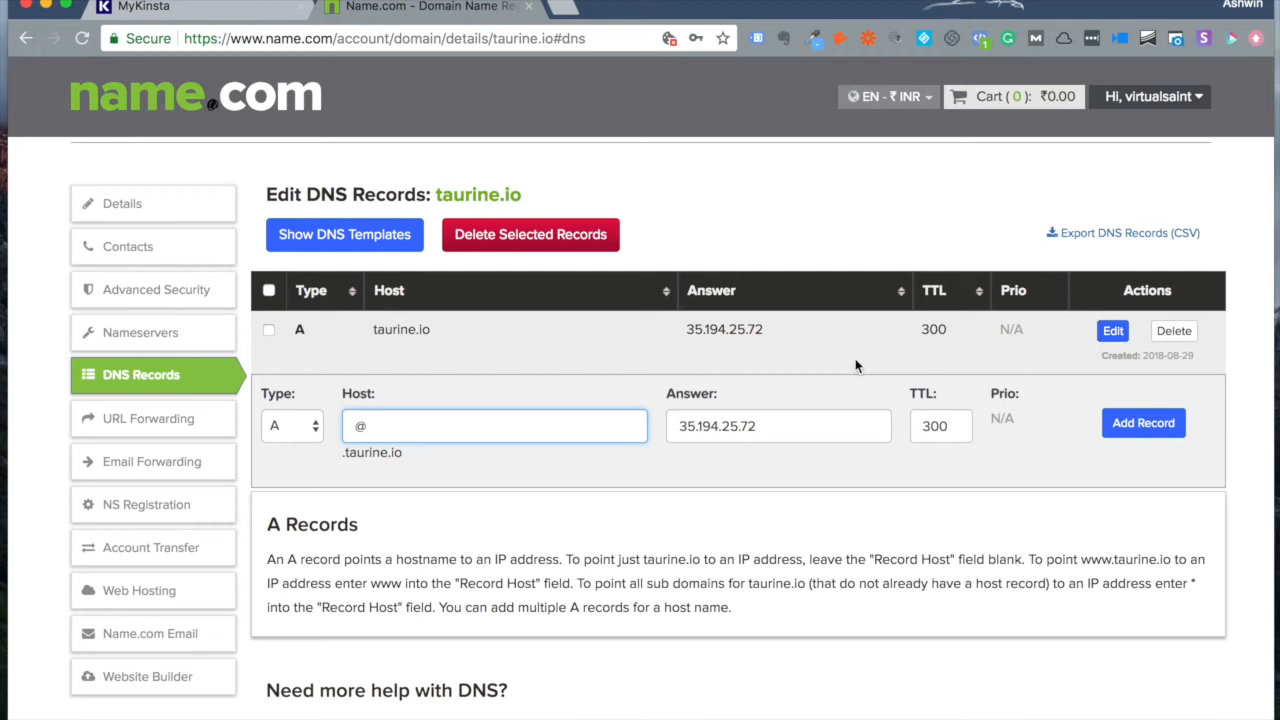 MyKinsta
Name.com - Domain Name Re
Ashwin
Secure https://www.name.com/account/domain/details/taurine.io#dns
name.com
EN - ₹ INR
Cart ( 0 ): ₹0.00
Hi, virtualsaint
Details
Contacts
Advanced Security
Nameservers
DNS Records
URL Forwarding
Email Forwarding
NS Registration
Account Transfer
Web Hosting
Name.com Email
Website Builder
Edit DNS Records: taurine.io
Show DNS Templates
Delete Selected Records
Export DNS Records (CSV)
Type Host Answer TTL Prio Actions
A taurine.io 35.194.25.72 300 N/A Edit Delete
Created: 2018-08-29
Type: Host: Answer: TTL: Prio:
A @ 35.194.25.72 300 N/A Add Record
.taurine.io
A Records
An A record points a hostname to an IP address. To point just taurine.io to an IP address, leave the "Record Host" field blank. To point www.taurine.io to an
IP address enter www into the "Record Host" field. To point all sub domains for taurine.io (that do not already have a host record) to an IP address enter *
into the "Record Host" field. You can add multiple A records for a host name.
Need more help with DNS?